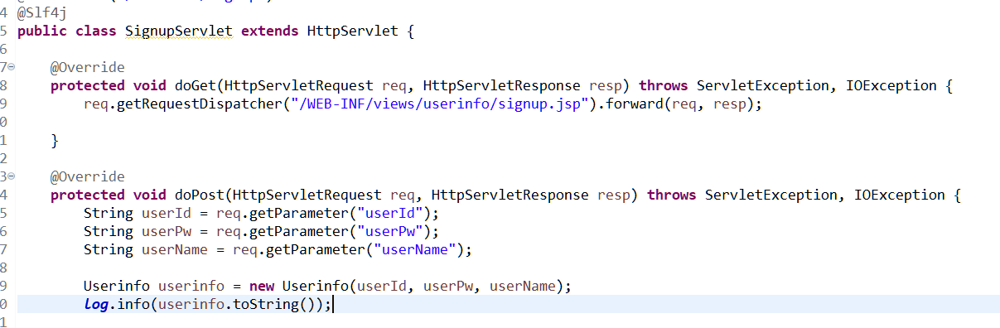 4 @Slf4j
5 public class SignupServlet extends HttpServlet {
6
7 @Override
8 protected void doGet(HttpServletRequest req, HttpServletResponse resp) throws ServletException, IOException {
9 req.getRequestDispatcher("/WEB-INF/views/userinfo/signup.jsp").forward(req, resp);
0
1 }
2
3 @Override
4 protected void doPost(HttpServletRequest req, HttpServletResponse resp) throws ServletException, IOException {
5 String userId = req.getParameter("userId");
6 String userPw = req.getParameter("userPw");
7 String userName = req.getParameter("userName");
8
9 Userinfo userinfo = new Userinfo(userId, userPw, userName);
0 log.info(userinfo.toString());
1